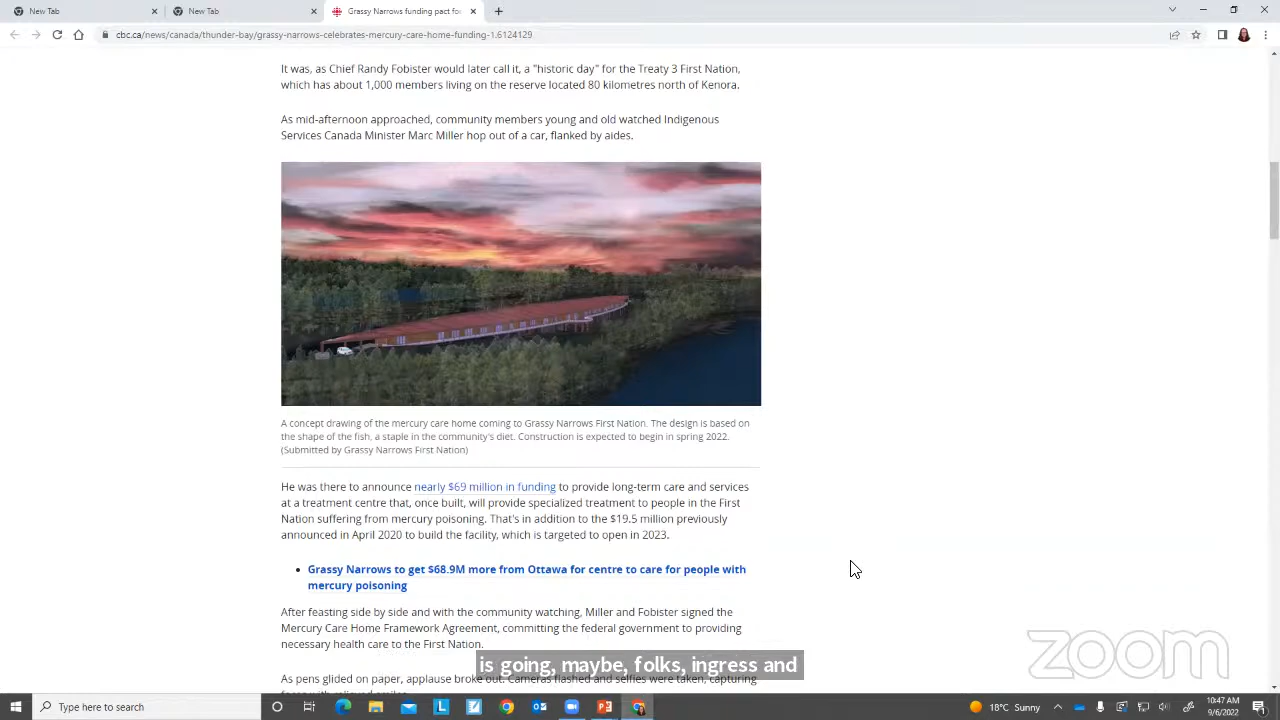 New Tab
New Tab
Grassy Narrows funding pact fo
cbc.ca/news/canada/thunder-bay/grassy-narrows-celebrates-mercury-care-home-funding-1.6124129
It was, as Chief Randy Fobister would later call it, a "historic day" for the Treaty 3 First Nation,
which has about 1,000 members living on the reserve located 80 kilometres north of Kenora.
As mid-afternoon approached, community members young and old watched Indigenous
Services Canada Minister Marc Miller hop out of a car, flanked by aides.
A concept drawing of the mercury care home coming to Grassy Narrows First Nation. The design is based on
the shape of the fish, a staple in the community's diet. Construction is expected to begin in spring 2022.
(Submitted by Grassy Narrows First Nation)
He was there to announce nearly $69 million in funding to provide long-term care and services
at a treatment centre that, once built, will provide specialized treatment to people in the First
Nation suffering from mercury poisoning. That's in addition to the $19.5 million previously
announced in April 2020 to build the facility, which is targeted to open in 2023.
• Grassy Narrows to get $68.9M more from Ottawa for centre to care for people with
mercury poisoning
After feasting side by side and with the community watching, Miller and Fobister signed the
Mercury Care Home Framework Agreement, committing the federal government to providing
necessary health care to the First Nation.
is going, maybe, folks, ingress and
zoom
As pens glided on paper, applause broke out. Cameras flashed and selfies were taken, capturing
Type here to search
18°C Sunny
10:47 AM
9/6/2022